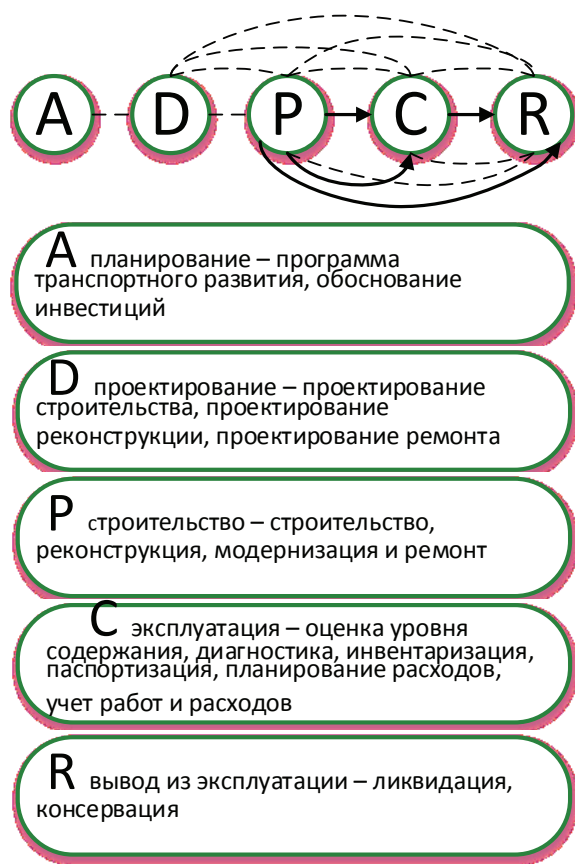 A D P C R
A планирование – программа
транспортного развития, обоснование
инвестиций
D проектирование – проектирование
строительства, проектирование
реконструкции, проектирование ремонта
P строительство – строительство,
реконструкция, модернизация и ремонт
C эксплуатация – оценка уровня
содержания, диагностика, инвентаризация,
паспортизация, планирование расходов,
учет работ и расходов
R вывод из эксплуатации – ликвидация,
консервация